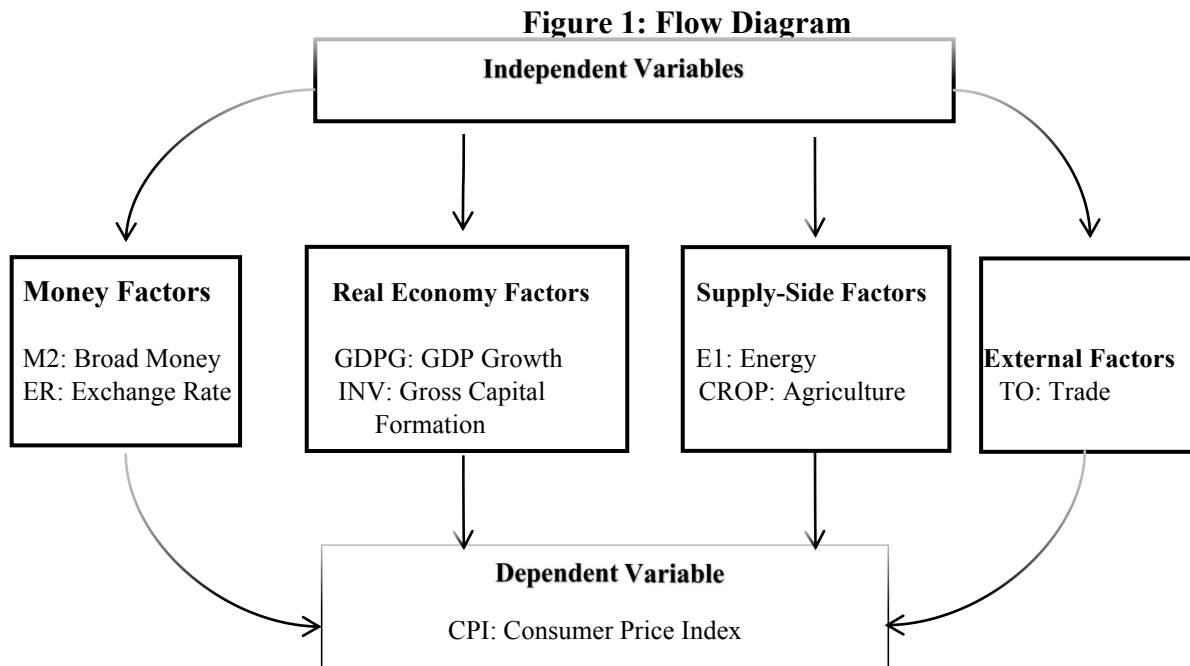 Figure 1: Flow Diagram
Independent Variables
Money Factors
M2: Broad Money
ER: Exchange Rate
Real Economy Factors
GDPG: GDP Growth
INV: Gross Capital
Formation
Supply-Side Factors
E1: Energy
CROP: Agriculture
External Factors
TO: Trade
Dependent Variable
CPI: Consumer Price Index